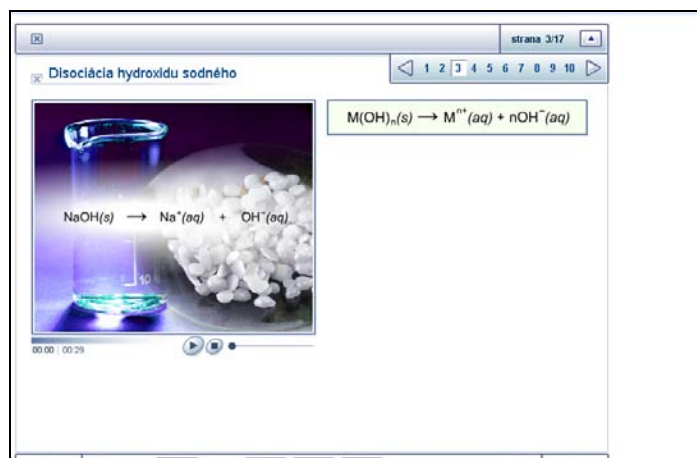 strana 3/17
1 2 3 4 5 6 7 8 9 10
Disociácia hydroxidu sodného
M(OH)ₙ(s) → Mⁿ⁺(aq) + nOH⁻(aq)
NaOH(s) → Na⁺(aq) + OH⁻(aq)
10
00:00 | 00:29